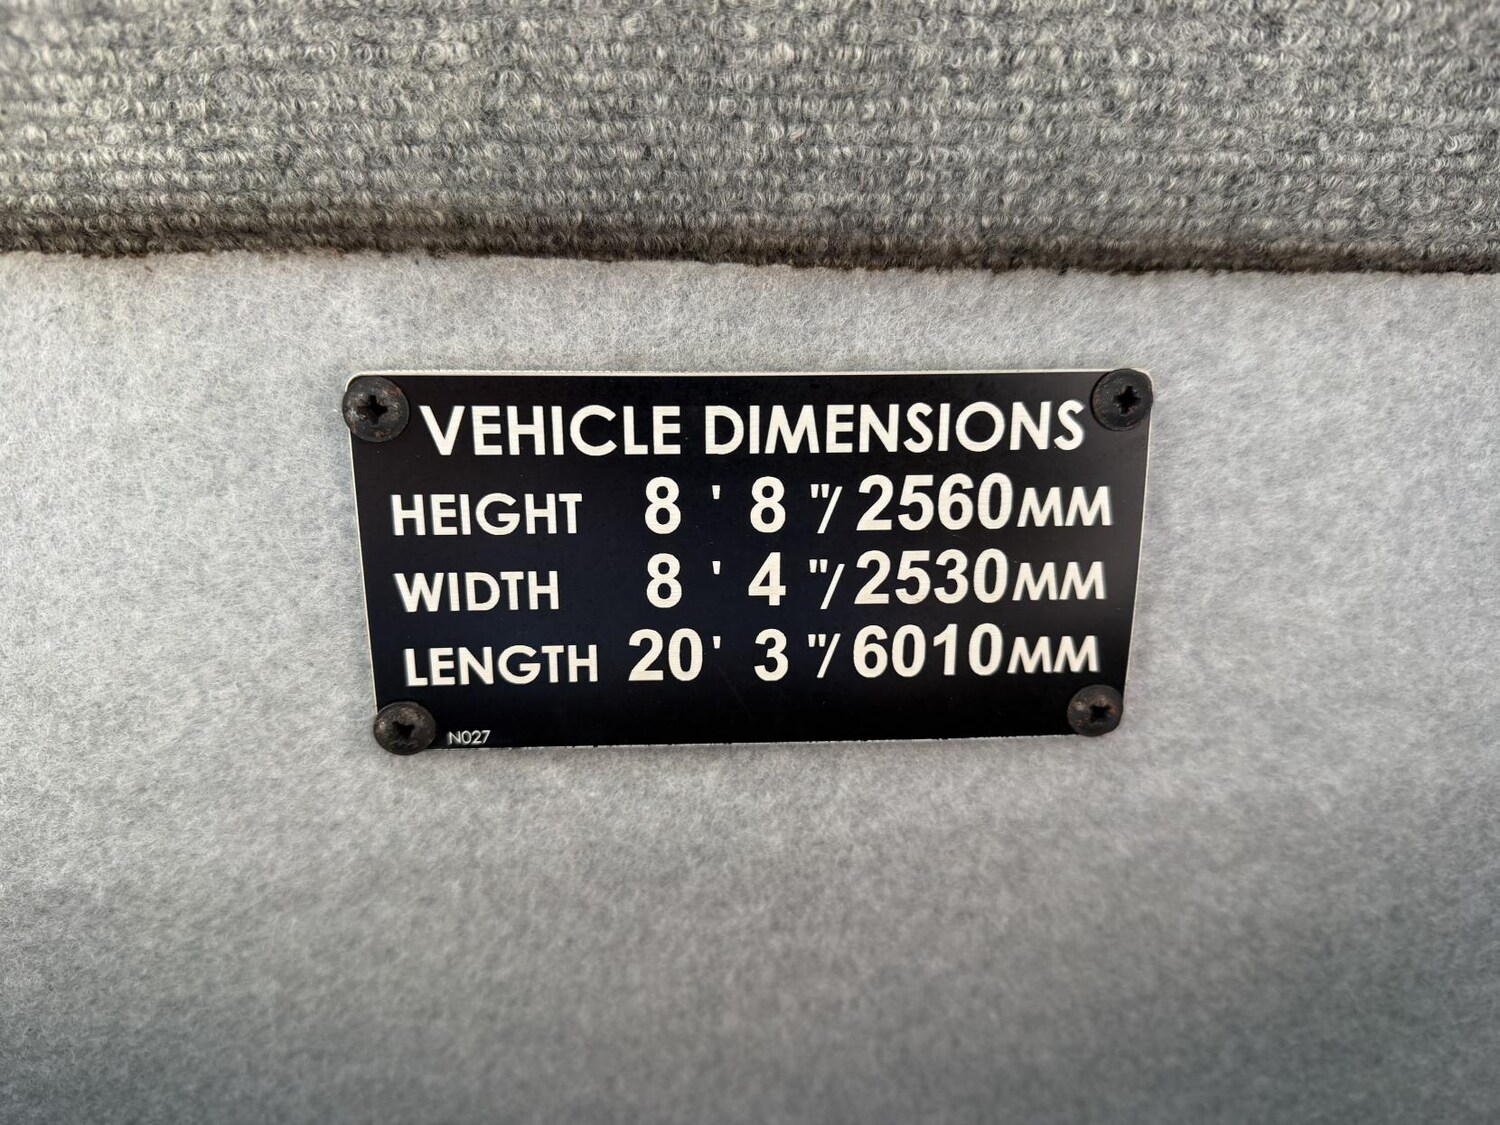 VEHICLE DIMENSIONS
HEIGHT 8 ' 8 "/ 2560MM
WIDTH 8 ' 4 "/ 2530MM
LENGTH 20 ' 3 "/ 6010MM
N027